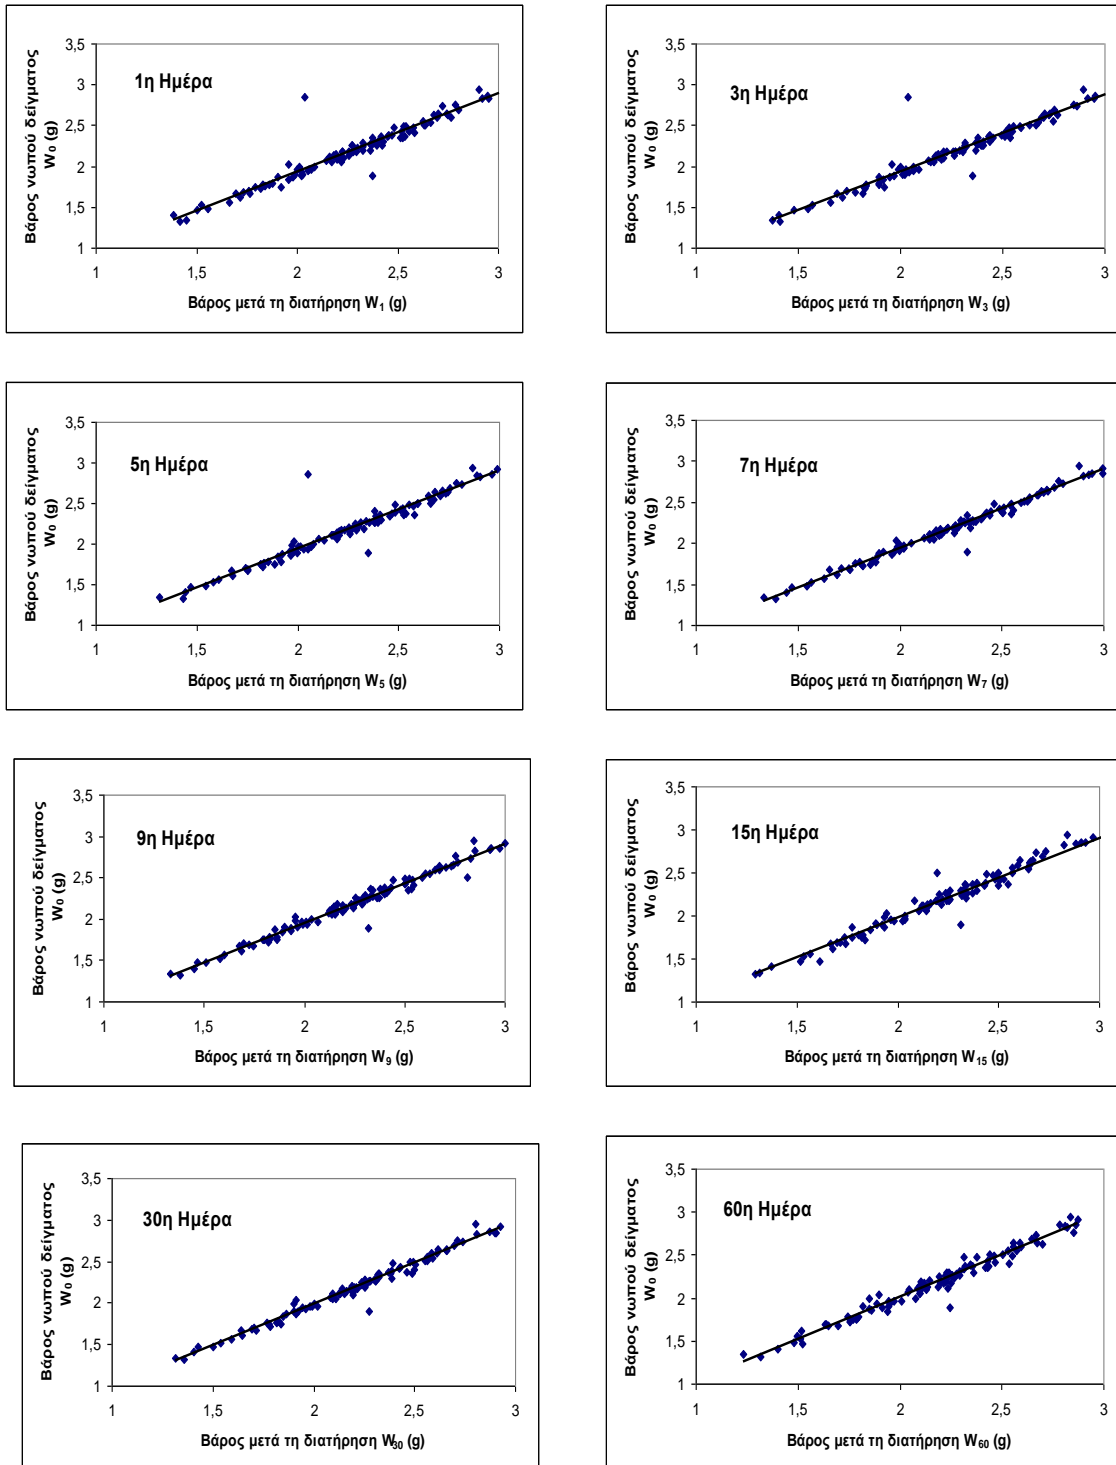 1η Ημέρα
Βάρος νωπού δείγματος
W₀ (g)
3,5
3
2,5
2
1,5
1
1 1,5 2 2,5 3
Βάρος μετά τη διατήρηση W₁ (g)
3η Ημέρα
Βάρος νωπού δείγματος
W₀ (g)
3,5
3
2,5
2
1,5
1
1 1,5 2 2,5 3
Βάρος μετά τη διατήρηση W₃ (g)
5η Ημέρα
Βάρος νωπού δείγματος
W₀ (g)
3,5
3
2,5
2
1,5
1
1 1,5 2 2,5 3
Βάρος μετά τη διατήρηση W₅ (g)
7η Ημέρα
Βάρος νωπού δείγματος
W₀ (g)
3,5
3
2,5
2
1,5
1
1 1,5 2 2,5 3
Βάρος μετά τη διατήρηση W₇ (g)
9η Ημέρα
Βάρος νωπού δείγματος
W₀ (g)
3,5
3
2,5
2
1,5
1
1 1,5 2 2,5 3
Βάρος μετά τη διατήρηση W₉ (g)
15η Ημέρα
Βάρος νωπού δείγματος
W₀ (g)
3,5
3
2,5
2
1,5
1
1 1,5 2 2,5 3
Βάρος μετά τη διατήρηση W₁₅ (g)
30η Ημέρα
Βάρος νωπού δείγματος
W₀ (g)
3,5
3
2,5
2
1,5
1
1 1,5 2 2,5 3
Βάρος μετά τη διατήρηση W₃₀ (g)
60η Ημέρα
Βάρος νωπού δείγματος
W₀ (g)
3,5
3
2,5
2
1,5
1
1 1,5 2 2,5 3
Βάρος μετά τη διατήρηση W₆₀ (g)